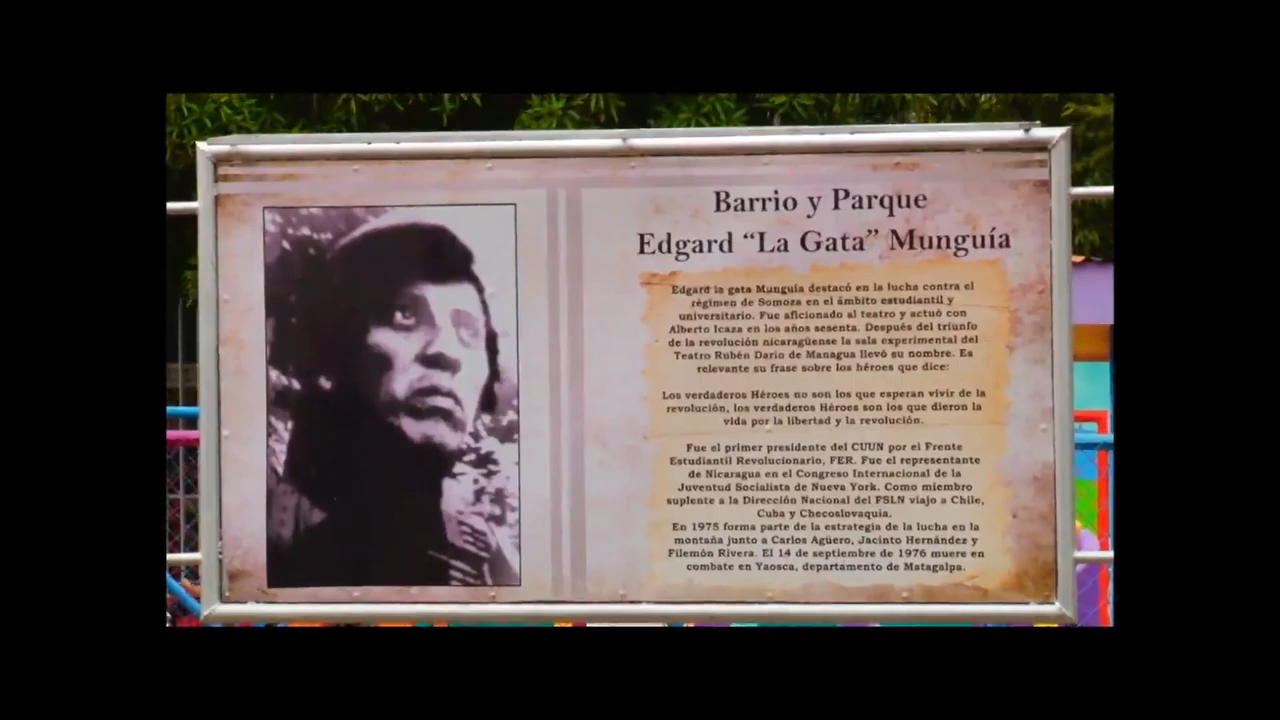 Barrio y Parque
Edgard “La Gata” Munguía
Edgard la gata Munguía destacó en la lucha contra el
régimen de Somoza en el ámbito estudiantil y
universitario. Fue aficionado al teatro y actuó con
Alberto Icaza en los años sesenta. Después del triunfo
de la revolución nicaragüense la sala experimental del
Teatro Rubén Darío de Managua llevó su nombre. Es
relevante su frase sobre los héroes que dice:
Los verdaderos Héroes no son los que esperan vivir de la
revolución, los verdaderos Héroes son los que dieron la
vida por la libertad y la revolución.
Fue el primer presidente del CUUN por el Frente
Estudiantil Revolucionario, FER. Fue el representante
de Nicaragua en el Congreso Internacional de la
Juventud Socialista de Nueva York. Como miembro
suplente a la Dirección Nacional del FSLN viajo a Chile,
Cuba y Checoslovaquia.
En 1975 forma parte de la estrategia de la lucha en la
montaña junto a Carlos Agüero, Jacinto Hernández y
Filemón Rivera. El 14 de septiembre de 1976 muere en
combate en Yaosca, departamento de Matagalpa.